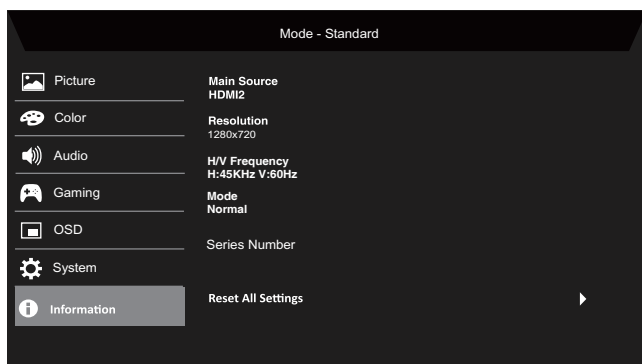 Mode - Standard
Picture
Color
Audio
Gaming
OSD
System
Information
Main Source
HDMI2
Resolution
1280x720
H/V Frequency
H:45KHz V:60Hz
Mode
Normal
Series Number
Reset All Settings